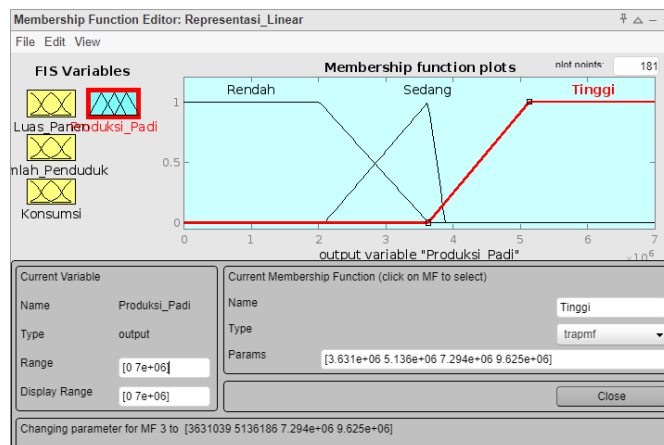 Membership Function Editor: Representasi_Linear
File Edit View
FIS Variables
Membership function plots
plot points:
181
Luas_Panen
Produksi_Padi
mlah_Penduduk
Konsumsi
Rendah
Sedang
Tinggi
1
0.5
0
0 1 2 3 4 5 6 7
×10^6
output variable "Produksi Padi"
Current Variable
Name Produksi_Padi
Type output
Range [0 7e+06]
Display Range [0 7e+06]
Current Membership Function (click on MF to select)
Name Tinggi
Type trapmf
Params [3.631e+06 5.136e+06 7.294e+06 9.625e+06]
Close
Changing parameter for MF 3 to [3631039 5136186 7.294e+06 9.625e+06]